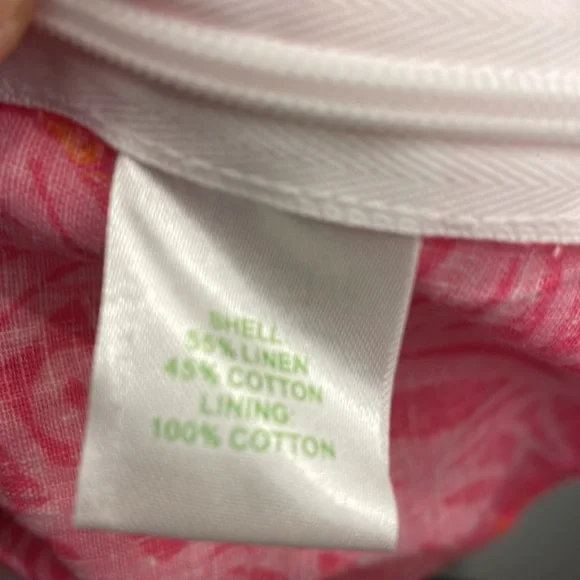 SHELL:
55% LINEN
45% COTTON
LINING:
100% COTTON